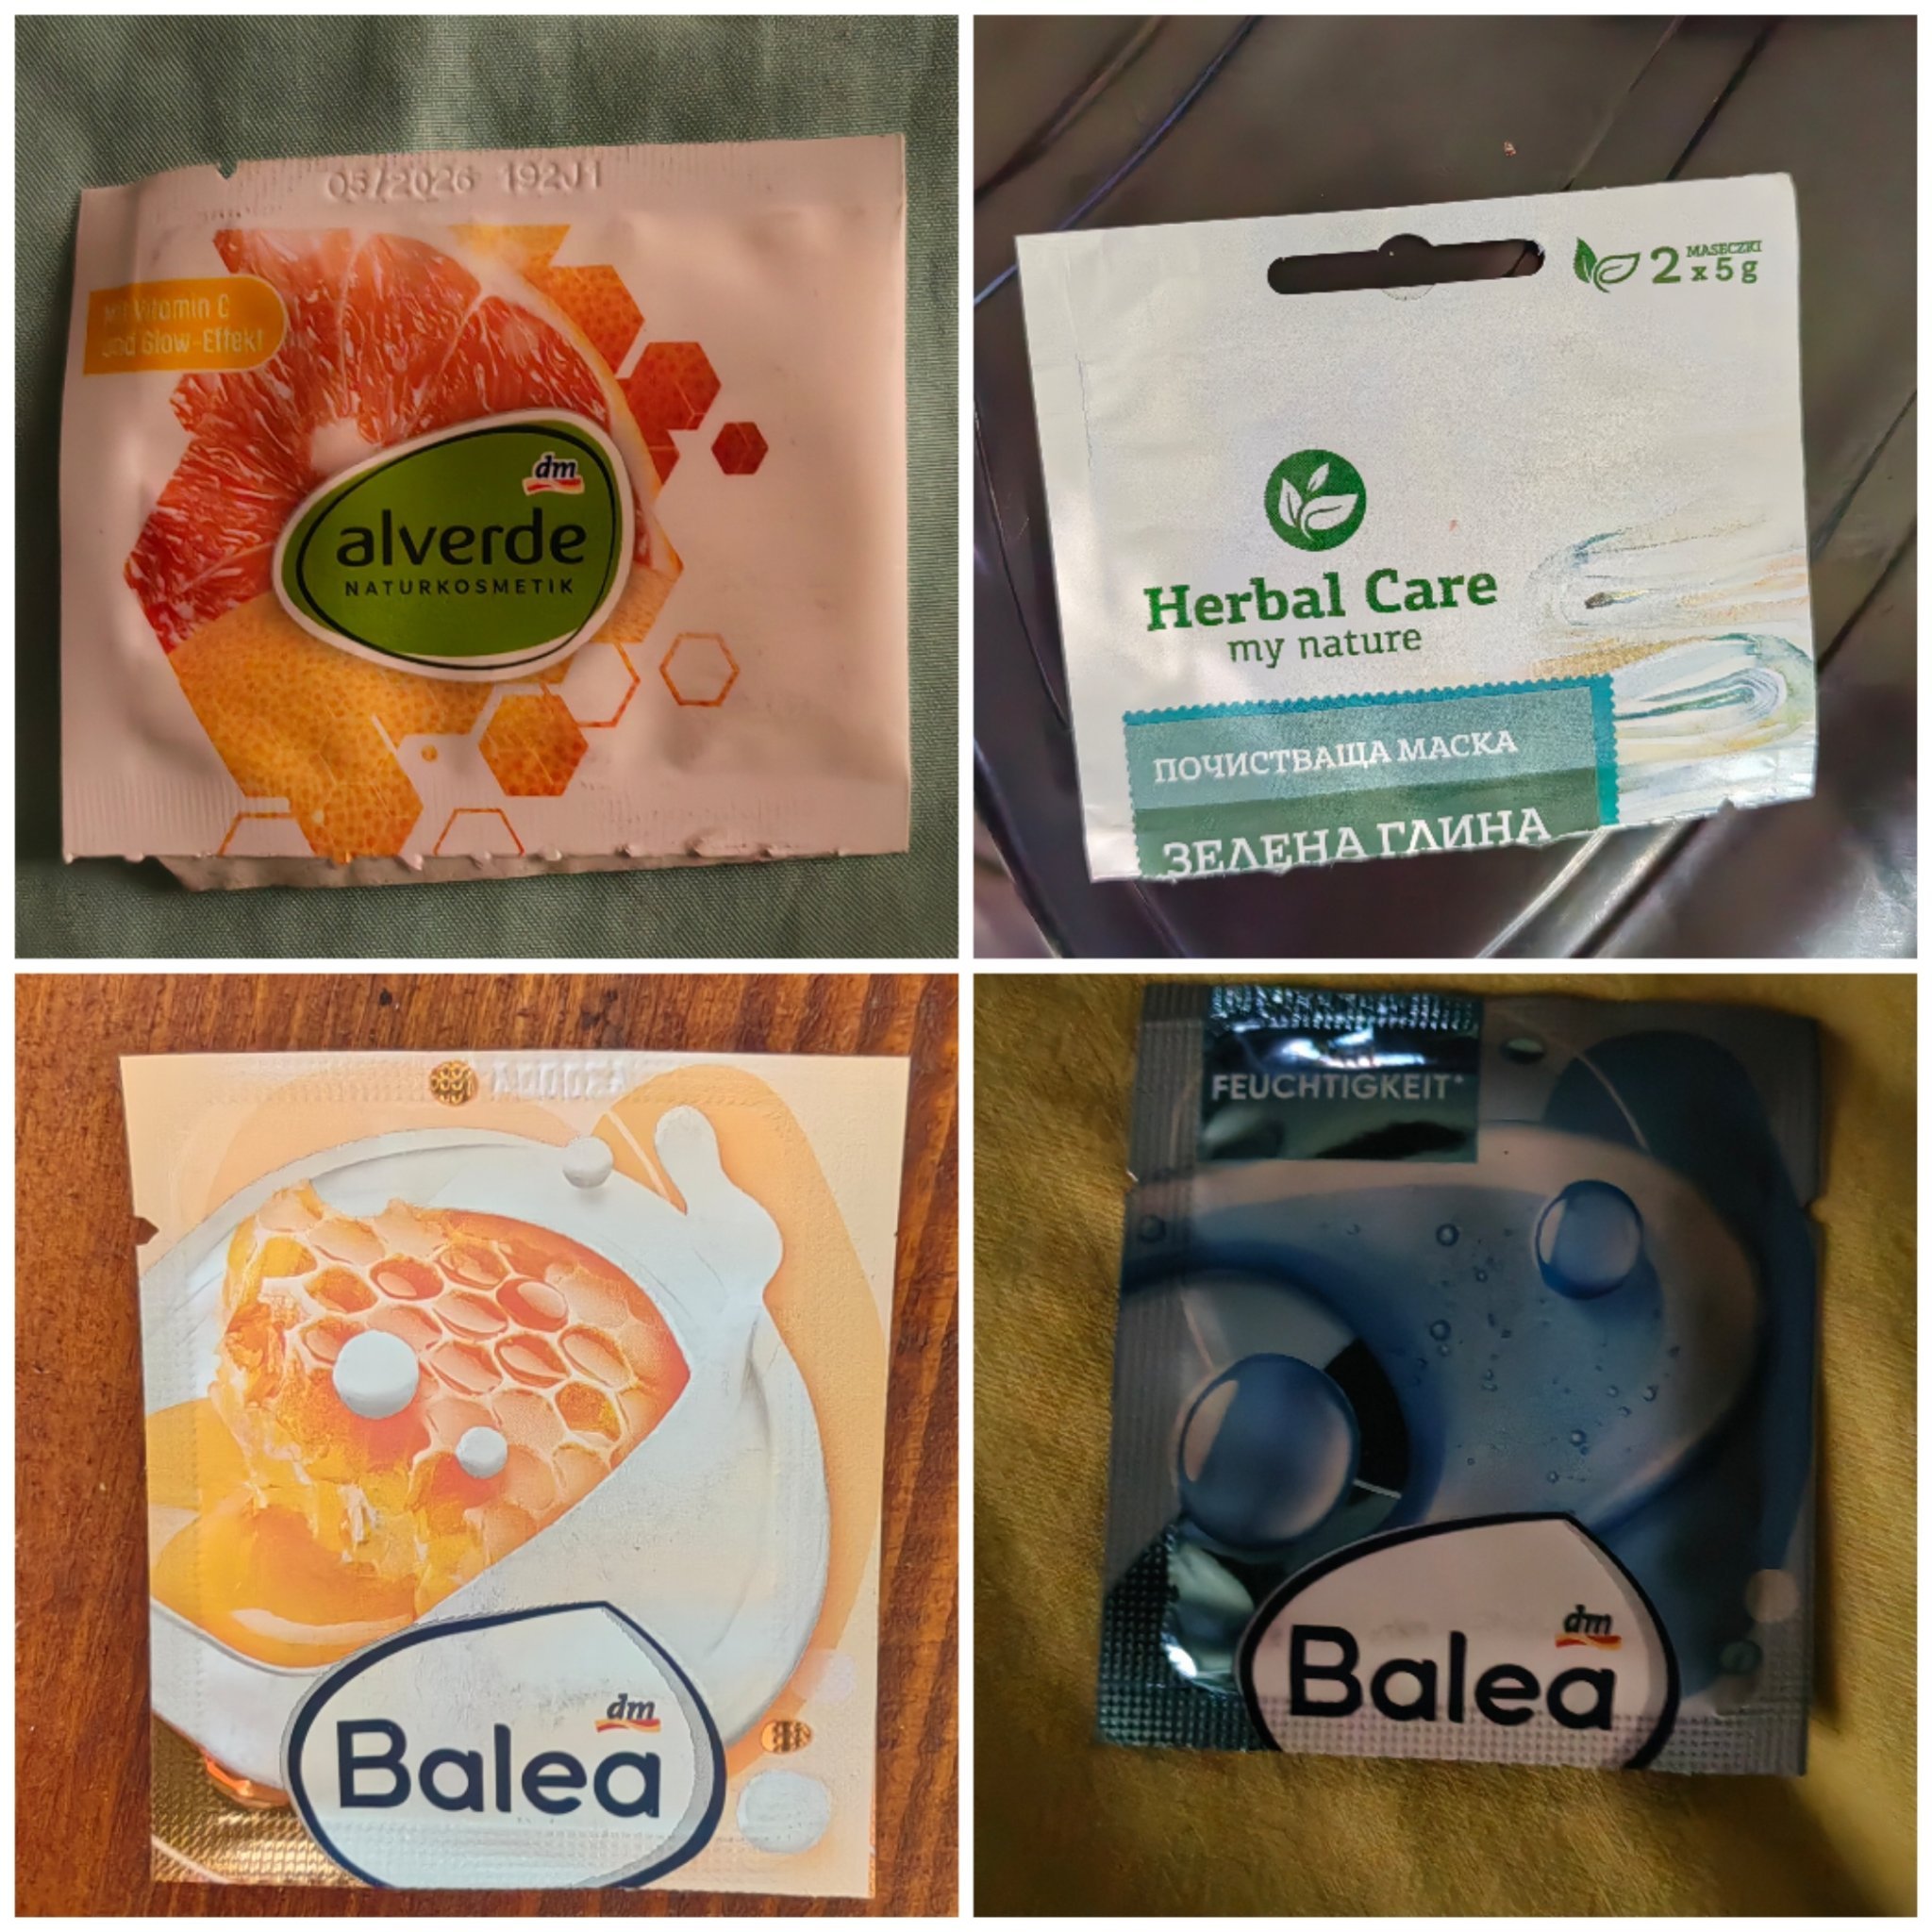 05/2026 192J1
Mit Vitamin C
und Glow-Effekt
dm
alverde
NATURKOSMETIK
2 MASECZKI
x 5 g
Herbal Care
my nature
ПОЧИСТВАЩА МАСКА
ЗЕЛЕНА ГЛИНА
dm
Balea
FEUCHTIGKEIT*
dm
Balea